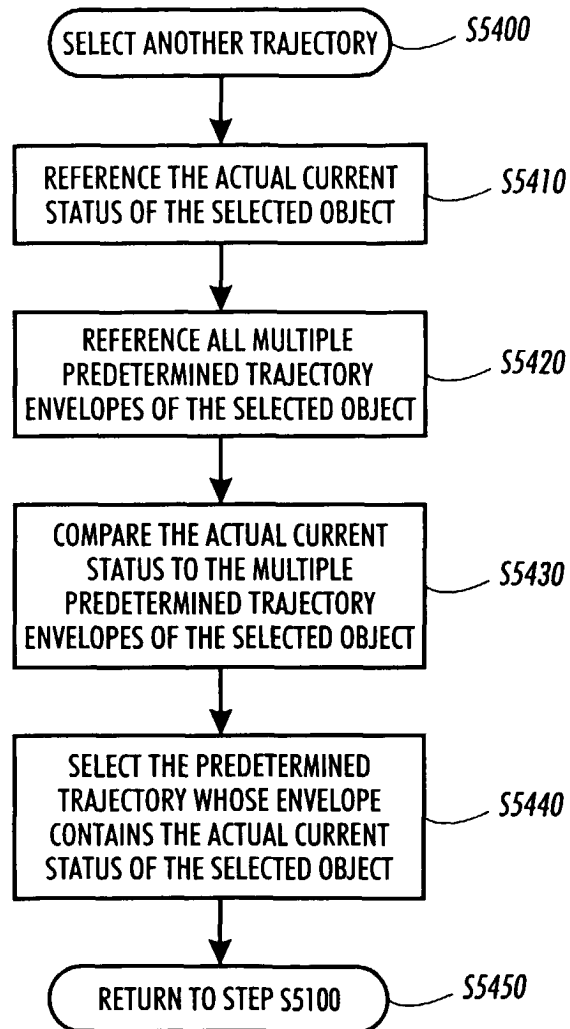 SELECT ANOTHER TRAJECTORY
S5400
REFERENCE THE ACTUAL CURRENT
STATUS OF THE SELECTED OBJECT
S5410
REFERENCE ALL MULTIPLE
PREDETERMINED TRAJECTORY
ENVELOPES OF THE SELECTED OBJECT
S5420
COMPARE THE ACTUAL CURRENT
STATUS TO THE MULTIPLE
PREDETERMINED TRAJECTORY
ENVELOPES OF THE SELECTED OBJECT
S5430
SELECT THE PREDETERMINED
TRAJECTORY WHOSE ENVELOPE
CONTAINS THE ACTUAL CURRENT
STATUS OF THE SELECTED OBJECT
S5440
RETURN TO STEP S5100
S5450